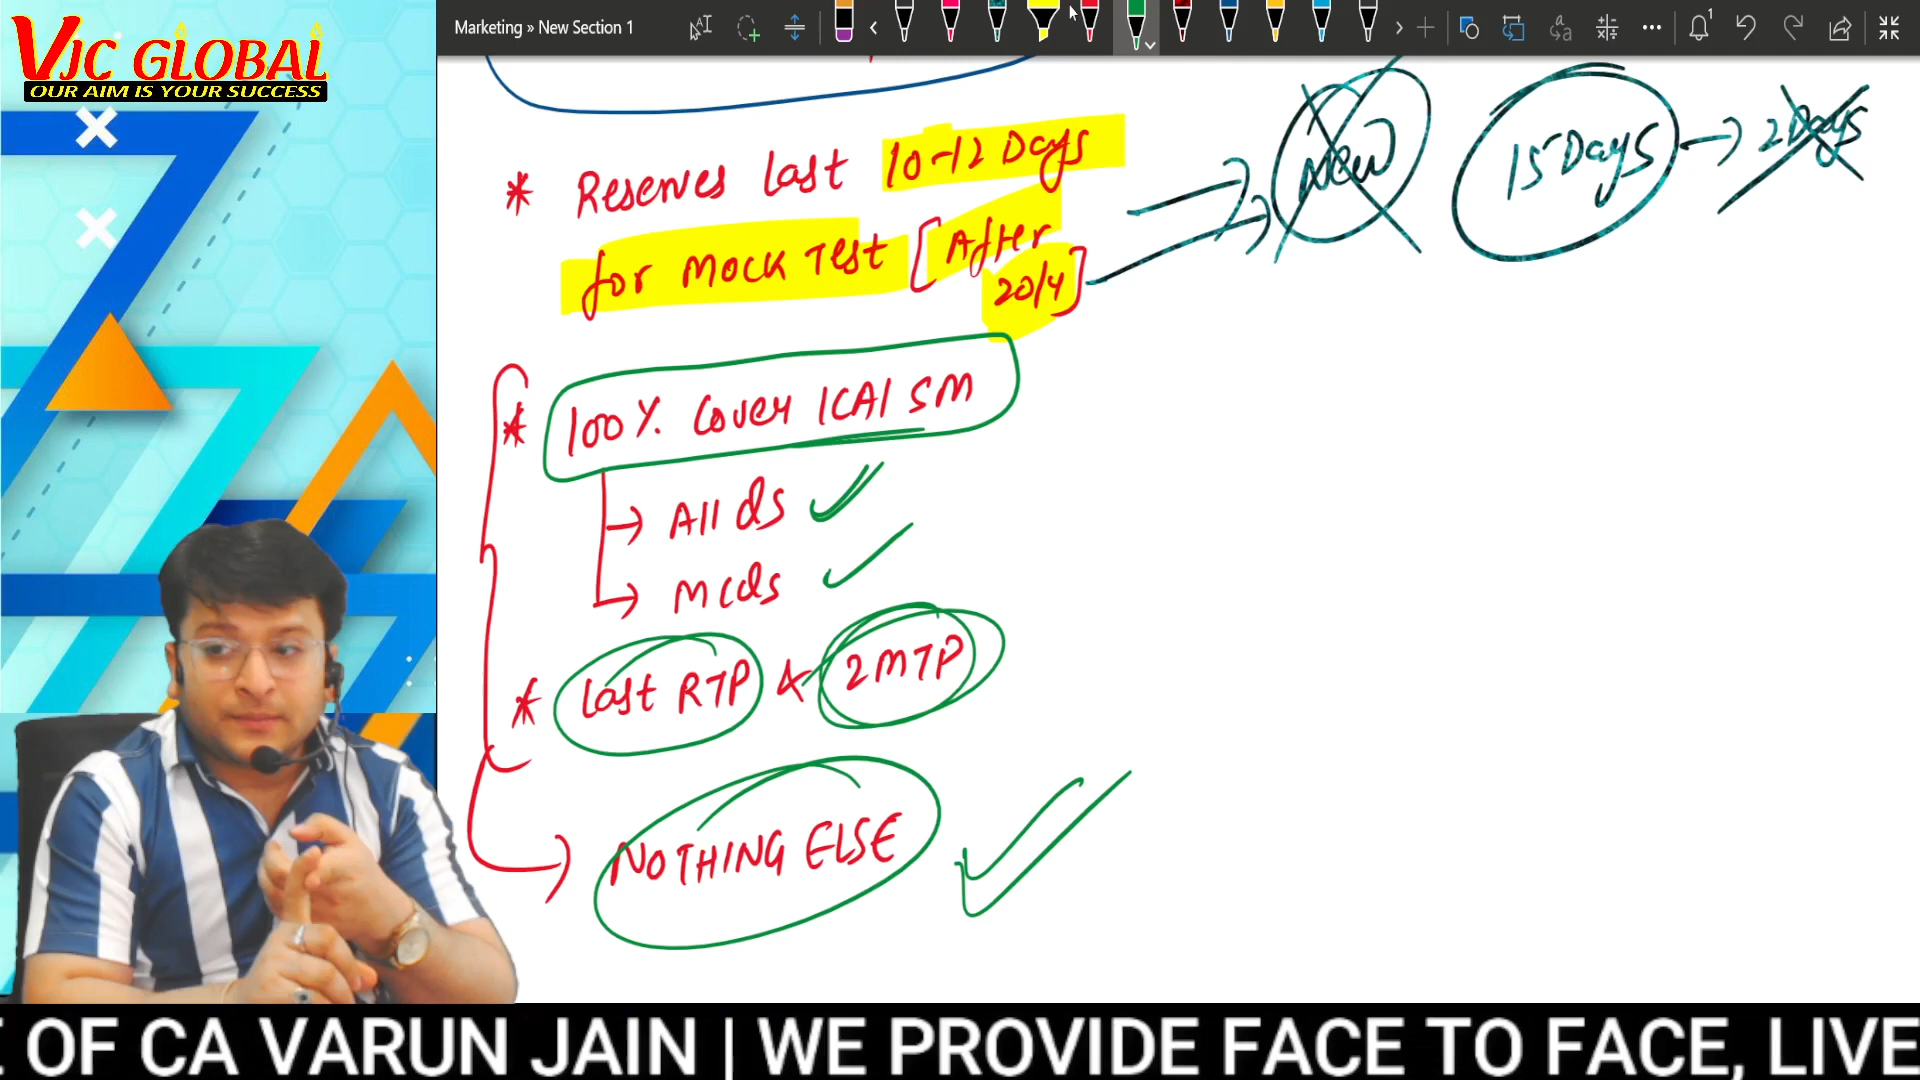 VJC GLOBAL
OUR AIM IS YOUR SUCCESS
Marketing » New Section 1
* Reserves last 10-12 Days
for Mock Test [After
20/4]
New
15 Days → 2 Days
* 100% Cover ICAI SM
→ All Qs
→ MCQs
* last RTP & 2 MTP
→ NOTHING ELSE
E OF CA VARUN JAIN | WE PROVIDE FACE TO FACE, LIVE